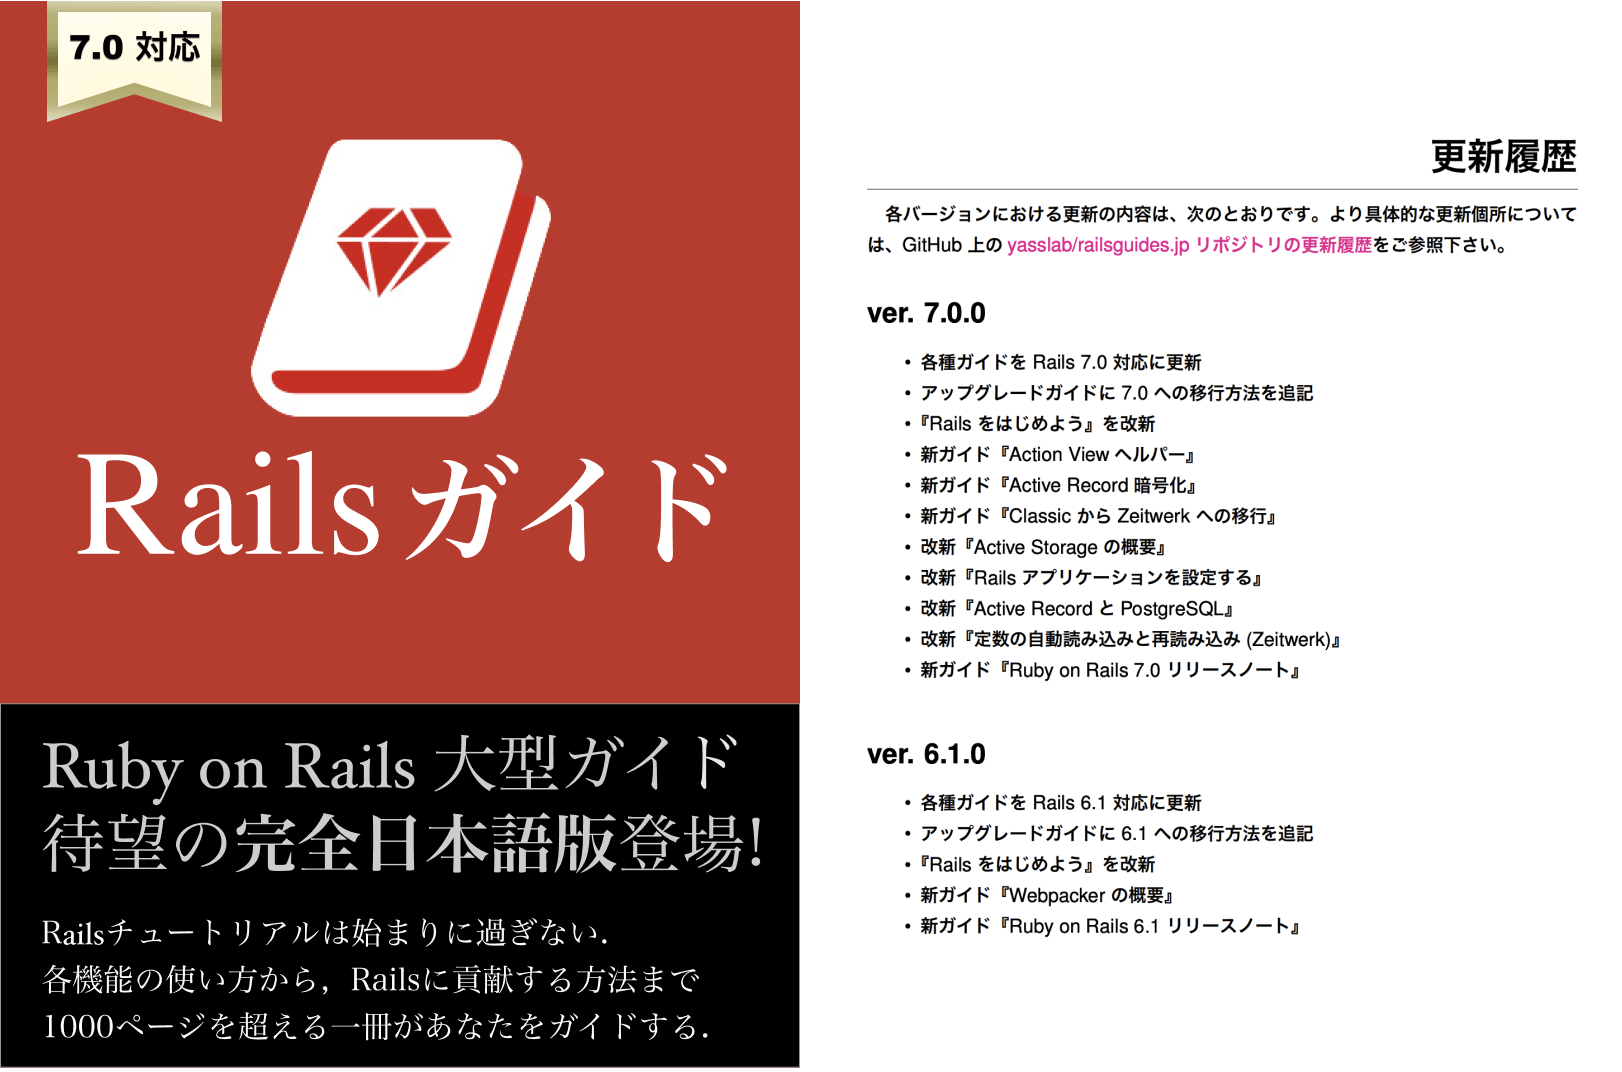 7.0 対応
Rails ガイド
Ruby on Rails 大型ガイド
待望の完全日本語版登場!
Railsチュートリアルは始まりに過ぎない.
各機能の使い方から，Railsに貢献する方法まで
1000ページを超える一冊があなたをガイドする.
更新履歴
各バージョンにおける更新の内容は、次のとおりです。より具体的な更新個所について
は、GitHub 上の yasslab/railsguides.jp リポジトリの更新履歴をご参照下さい。
ver. 7.0.0
• 各種ガイドを Rails 7.0 対応に更新
• アップグレードガイドに 7.0 への移行方法を追記
• 『Rails をはじめよう』を改新
• 新ガイド『Action View ヘルパー』
• 新ガイド『Active Record 暗号化』
• 新ガイド『Classic から Zeitwerk への移行』
• 改新『Active Storage の概要』
• 改新『Rails アプリケーションを設定する』
• 改新『Active Record と PostgreSQL』
• 改新『定数の自動読み込みと再読み込み (Zeitwerk)』
• 新ガイド『Ruby on Rails 7.0 リリースノート』
ver. 6.1.0
• 各種ガイドを Rails 6.1 対応に更新
• アップグレードガイドに 6.1 への移行方法を追記
• 『Rails をはじめよう』を改新
• 新ガイド『Webpacker の概要』
• 新ガイド『Ruby on Rails 6.1 リリースノート』